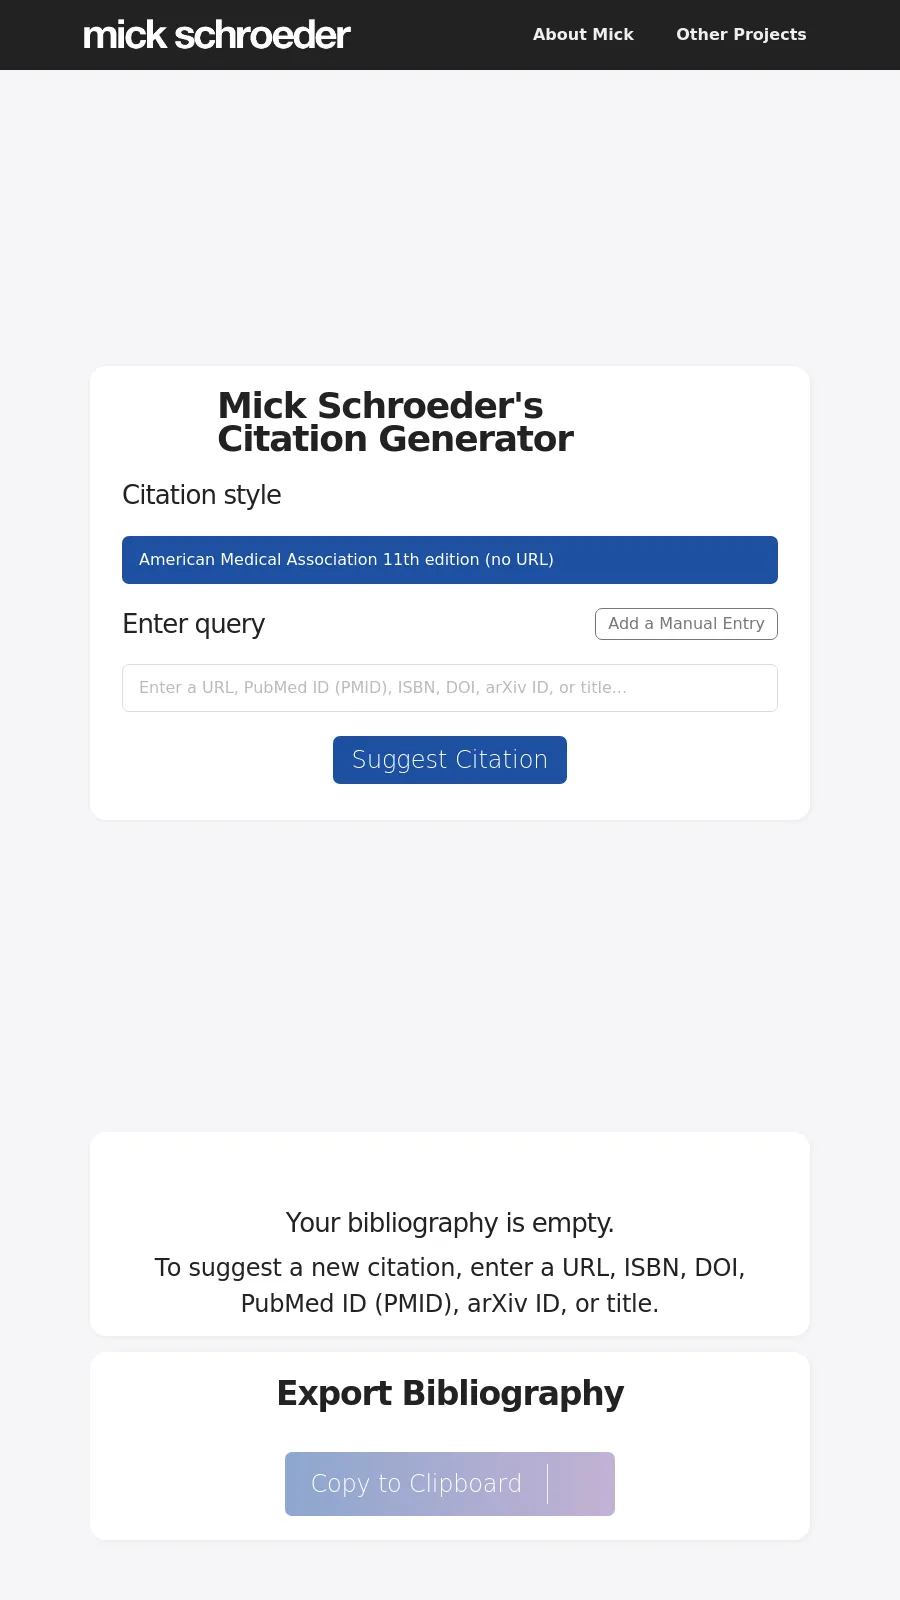 mick schroeder
About Mick
Other Projects
Mick Schroeder's
Citation Generator
Citation style
American Medical Association 11th edition (no URL)
Enter query
Add a Manual Entry
Enter a URL, PubMed ID (PMID), ISBN, DOI, arXiv ID, or title...
Suggest Citation
Your bibliography is empty.
To suggest a new citation, enter a URL, ISBN, DOI,
PubMed ID (PMID), arXiv ID, or title.
Export Bibliography
Copy to Clipboard